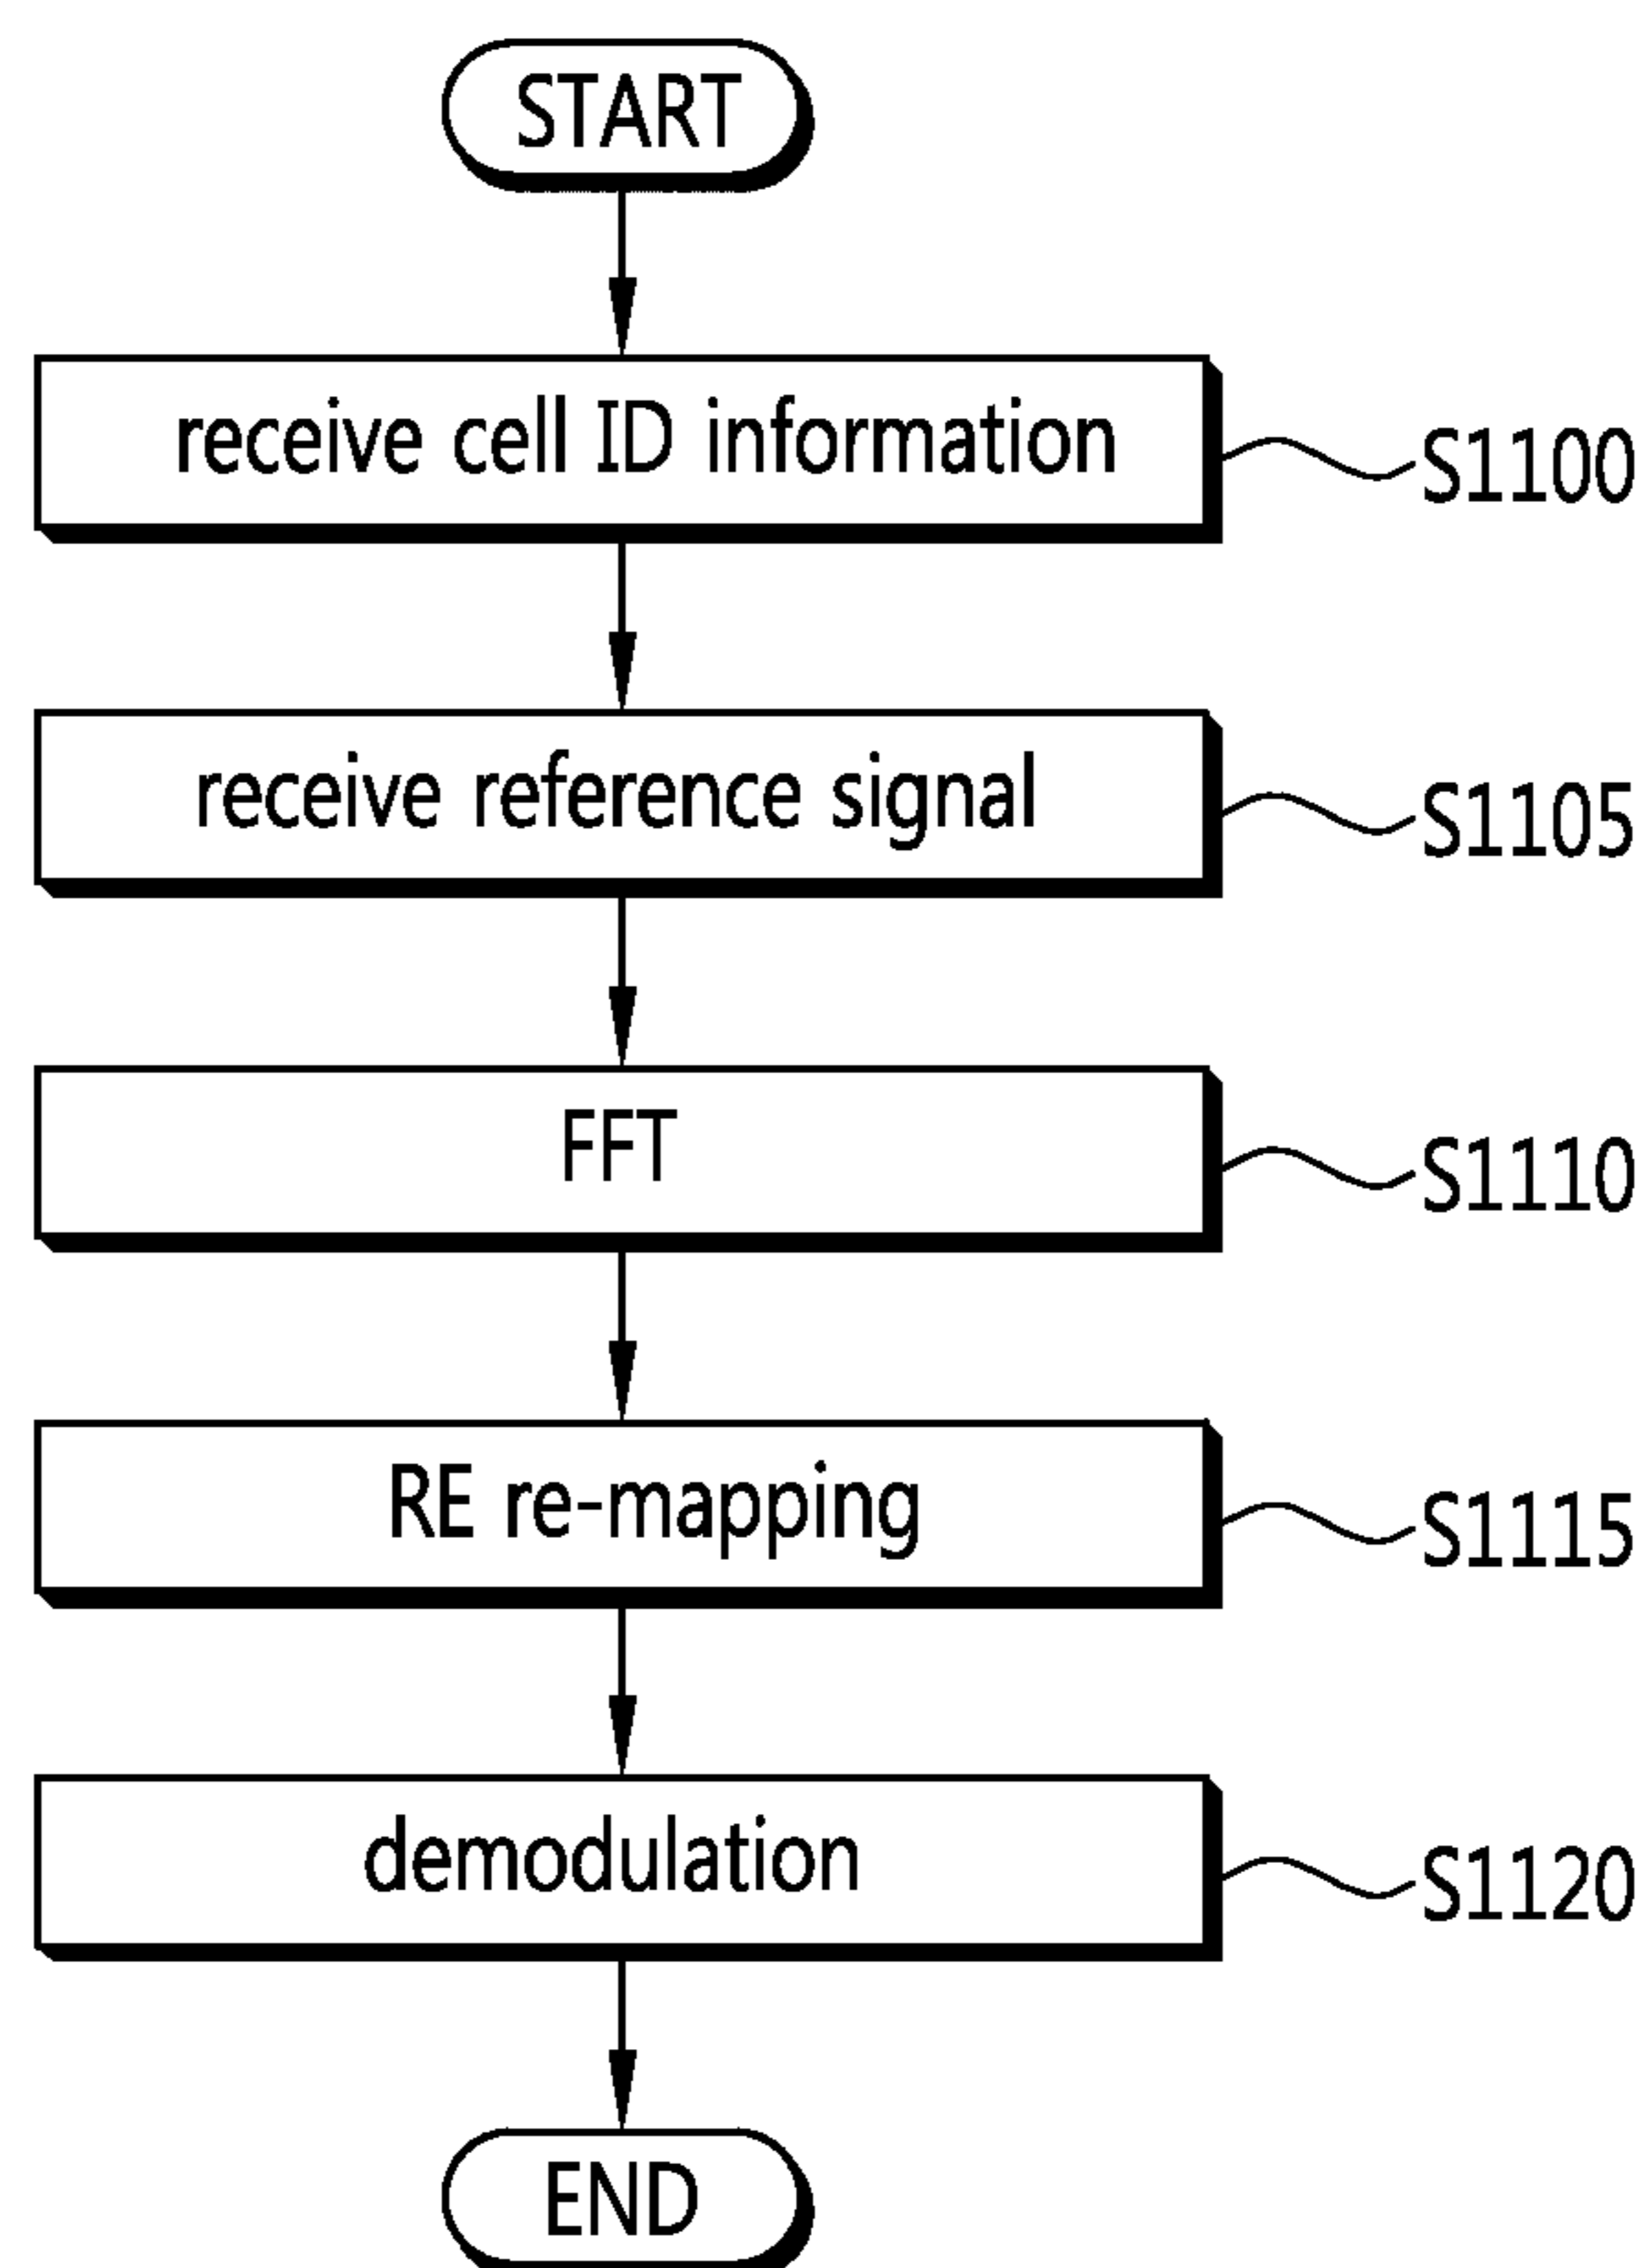 START
receive cell ID information
S1100
receive reference signal
S1105
FFT
S1110
RE re-mapping
S1115
demodulation
S1120
END